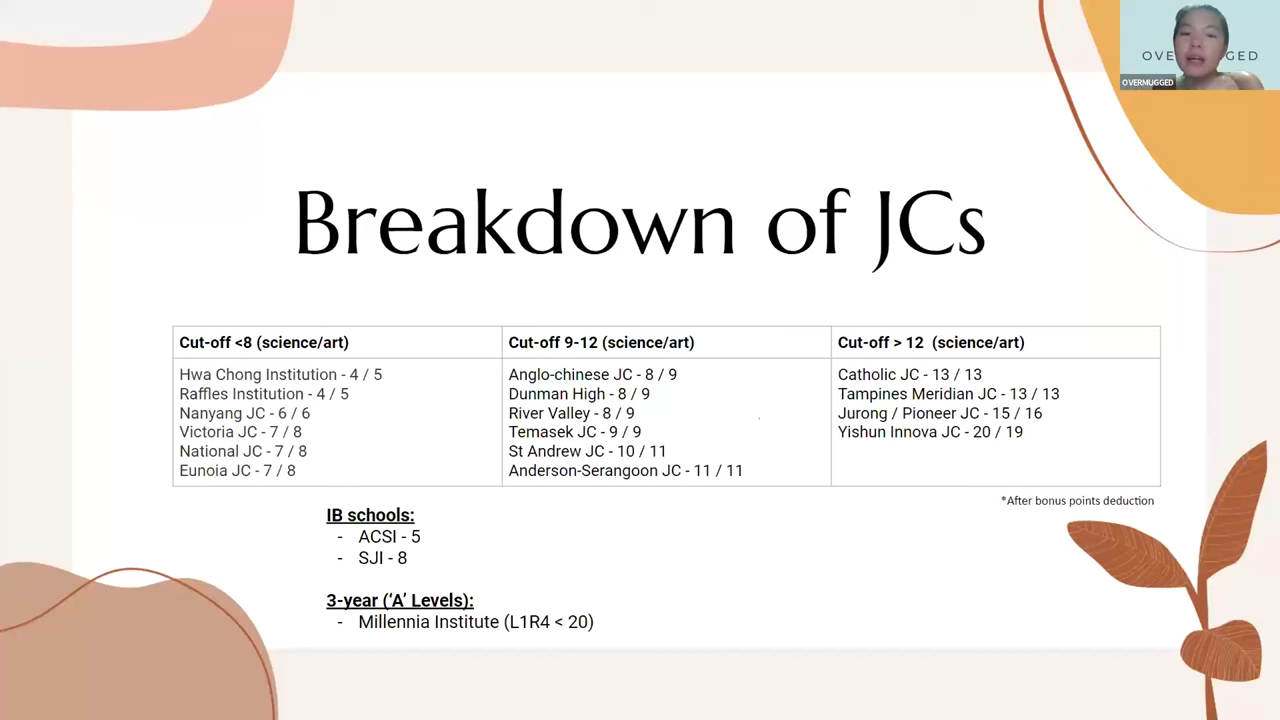 OVE GED
OVERMUGGED
Breakdown of JCs
Cut-off <8 (science/art)
Hwa Chong Institution - 4 / 5
Raffles Institution - 4 / 5
Nanyang JC - 6 / 6
Victoria JC - 7 / 8
National JC - 7 / 8
Eunoia JC - 7 / 8
Cut-off 9-12 (science/art)
Anglo-chinese JC - 8 / 9
Dunman High - 8 / 9
River Valley - 8 / 9
Temasek JC - 9 / 9
St Andrew JC - 10 / 11
Anderson-Serangoon JC - 11 / 11
Cut-off > 12 (science/art)
Catholic JC - 13 / 13
Tampines Meridian JC - 13 / 13
Jurong / Pioneer JC - 15 / 16
Yishun Innova JC - 20 / 19
*After bonus points deduction
IB schools:
- ACSI - 5
- SJI - 8
3-year (‘A’ Levels):
- Millennia Institute (L1R4 < 20)